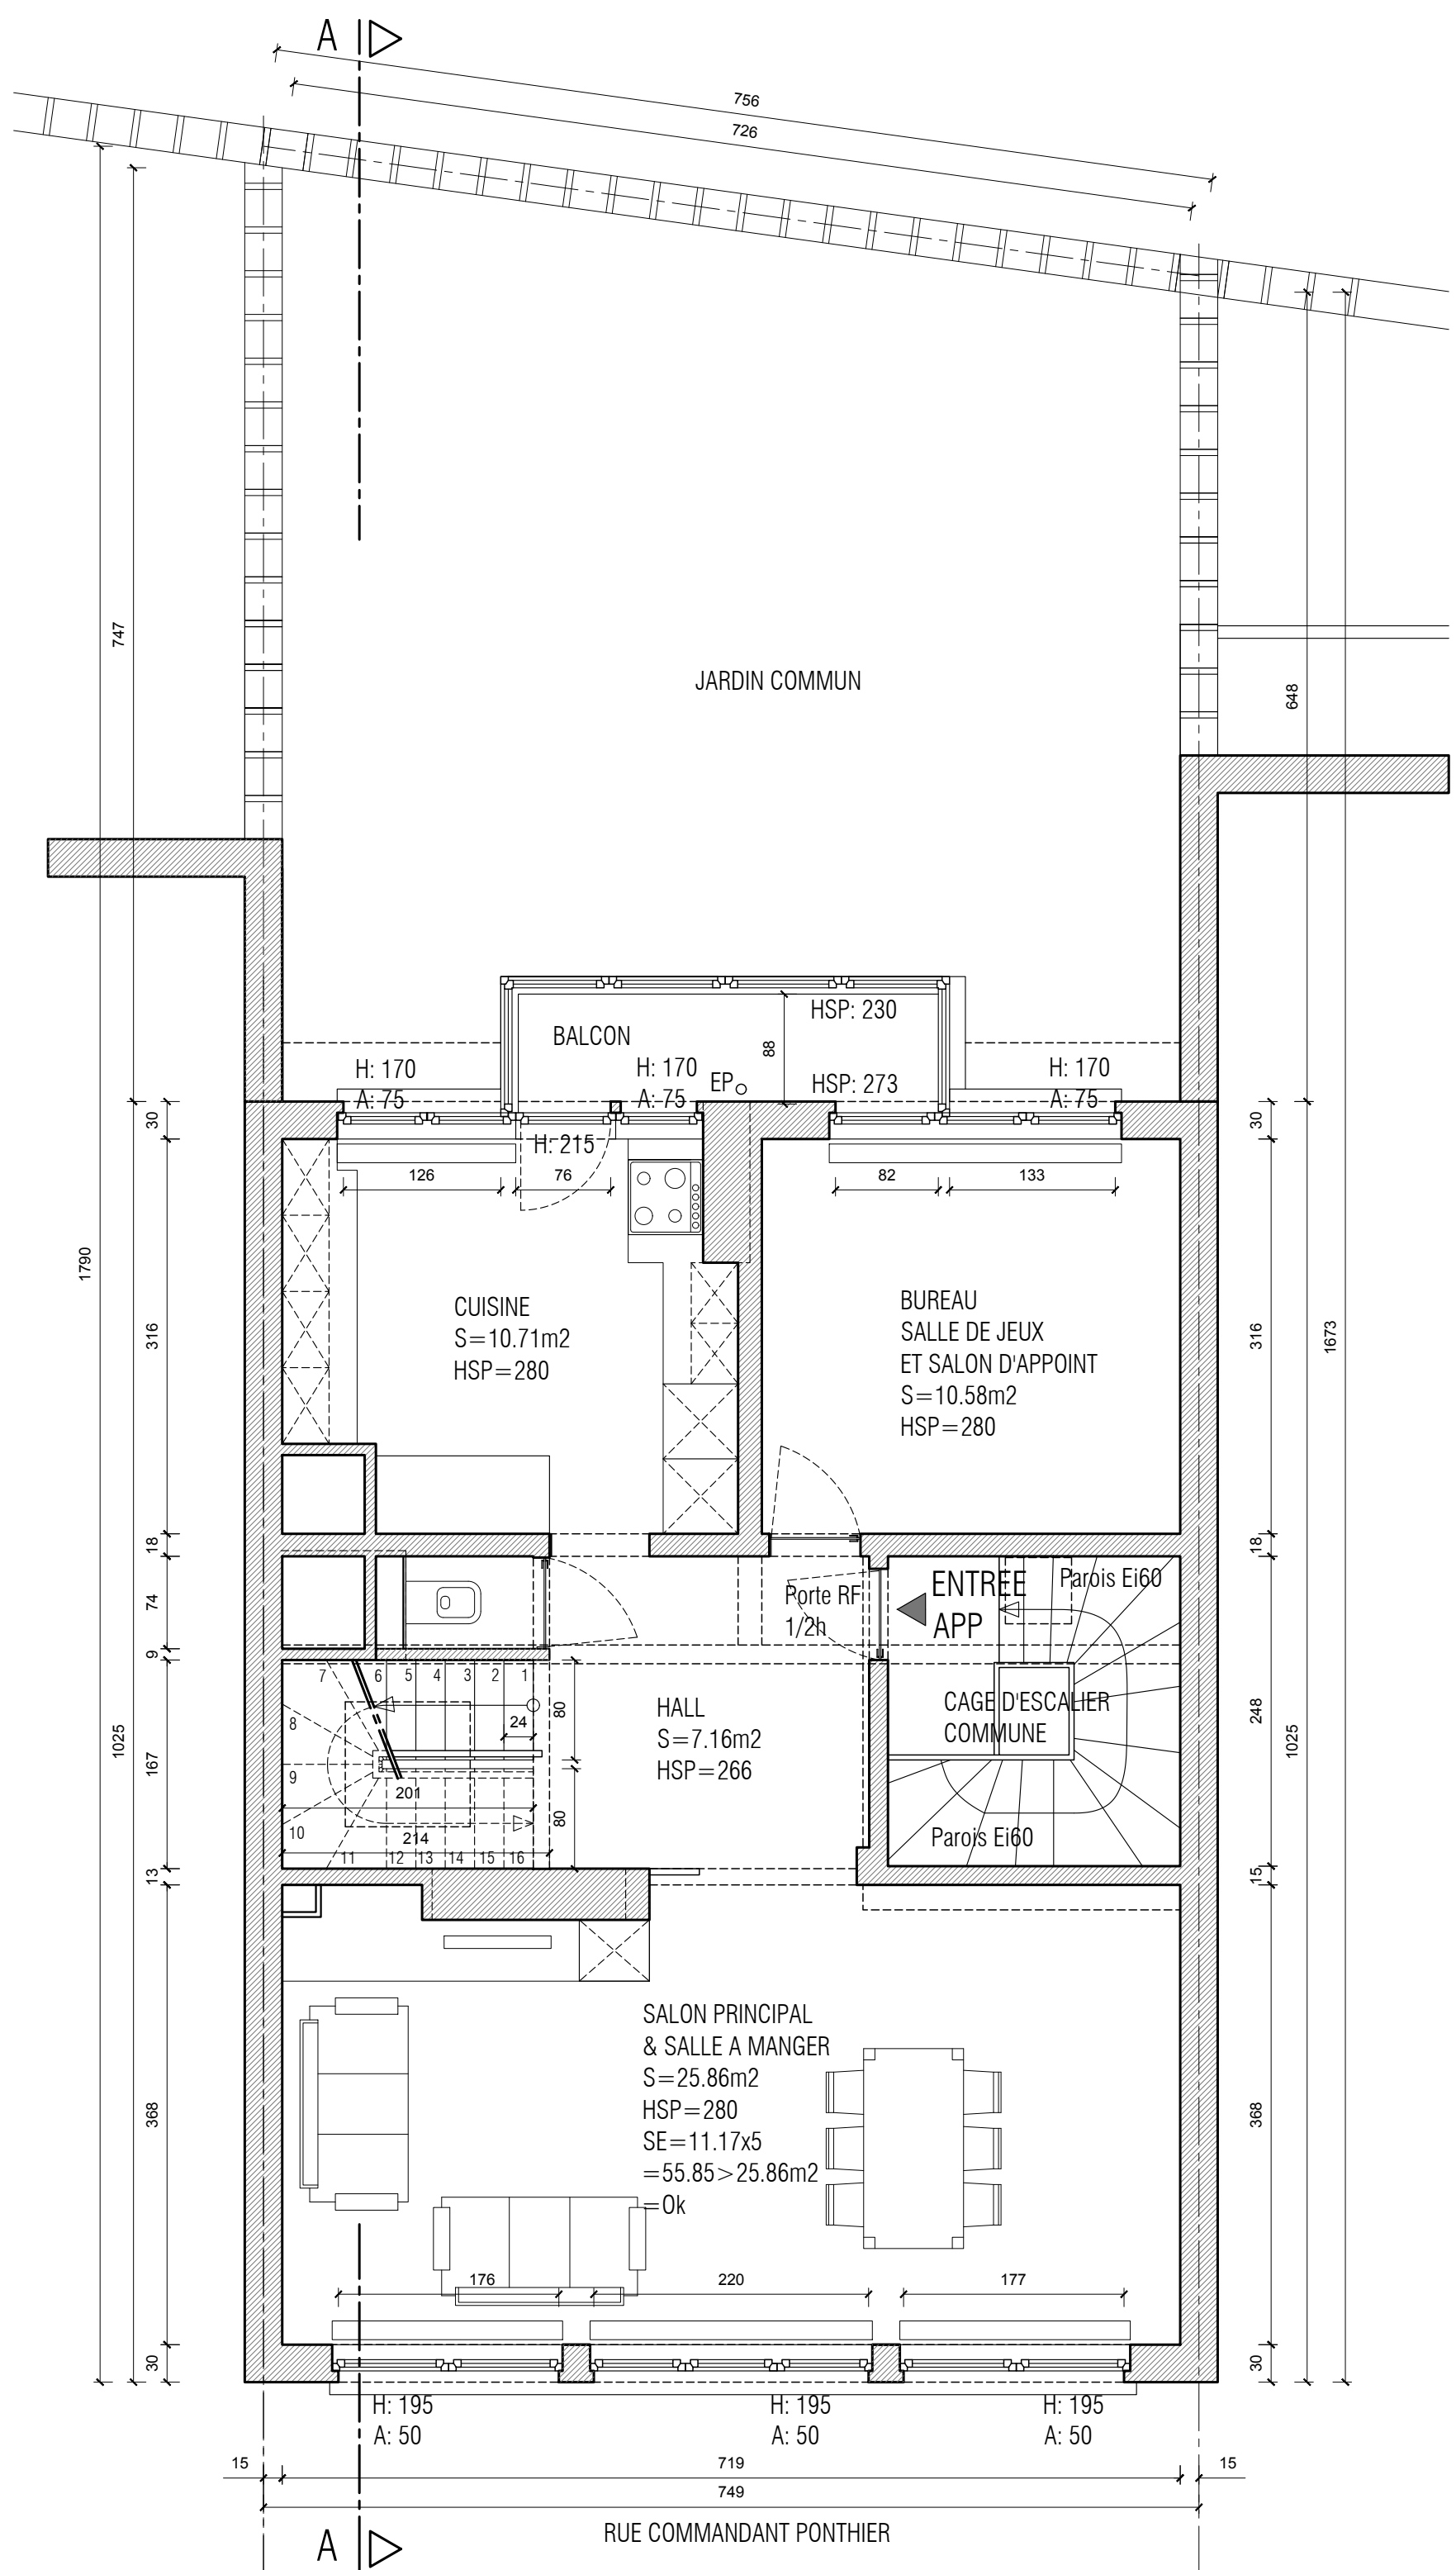 A
756
726
747
JARDIN COMMUN
648
HSP: 230
BALCON
88
H: 170
A: 75
H: 170
A: 75
EP
HSP: 273
H: 170
A: 75
30
30
H: 215
126
76
82
133
1790
316
CUISINE
S=10.71m2
HSP=280
BUREAU
SALLE DE JEUX
ET SALON D'APPOINT
S=10.58m2
HSP=280
316
1673
18
18
74
Porte RF
1/2h
ENTREE
APP
Parois Ei60
9
7
6
5
4
3
2
1
8
24
80
HALL
S=7.16m2
HSP=266
CAGE D'ESCALIER
COMMUNE
248
1025
167
1025
9
201
80
10
214
11
12
13
14
15
16
Parois Ei60
13
15
SALON PRINCIPAL
& SALLE A MANGER
S=25.86m2
HSP=280
SE=11.17x5
=55.85>25.86m2
=Ok
368
368
176
220
177
30
30
H: 195
A: 50
H: 195
A: 50
H: 195
A: 50
15
719
15
749
RUE COMMANDANT PONTHIER
A